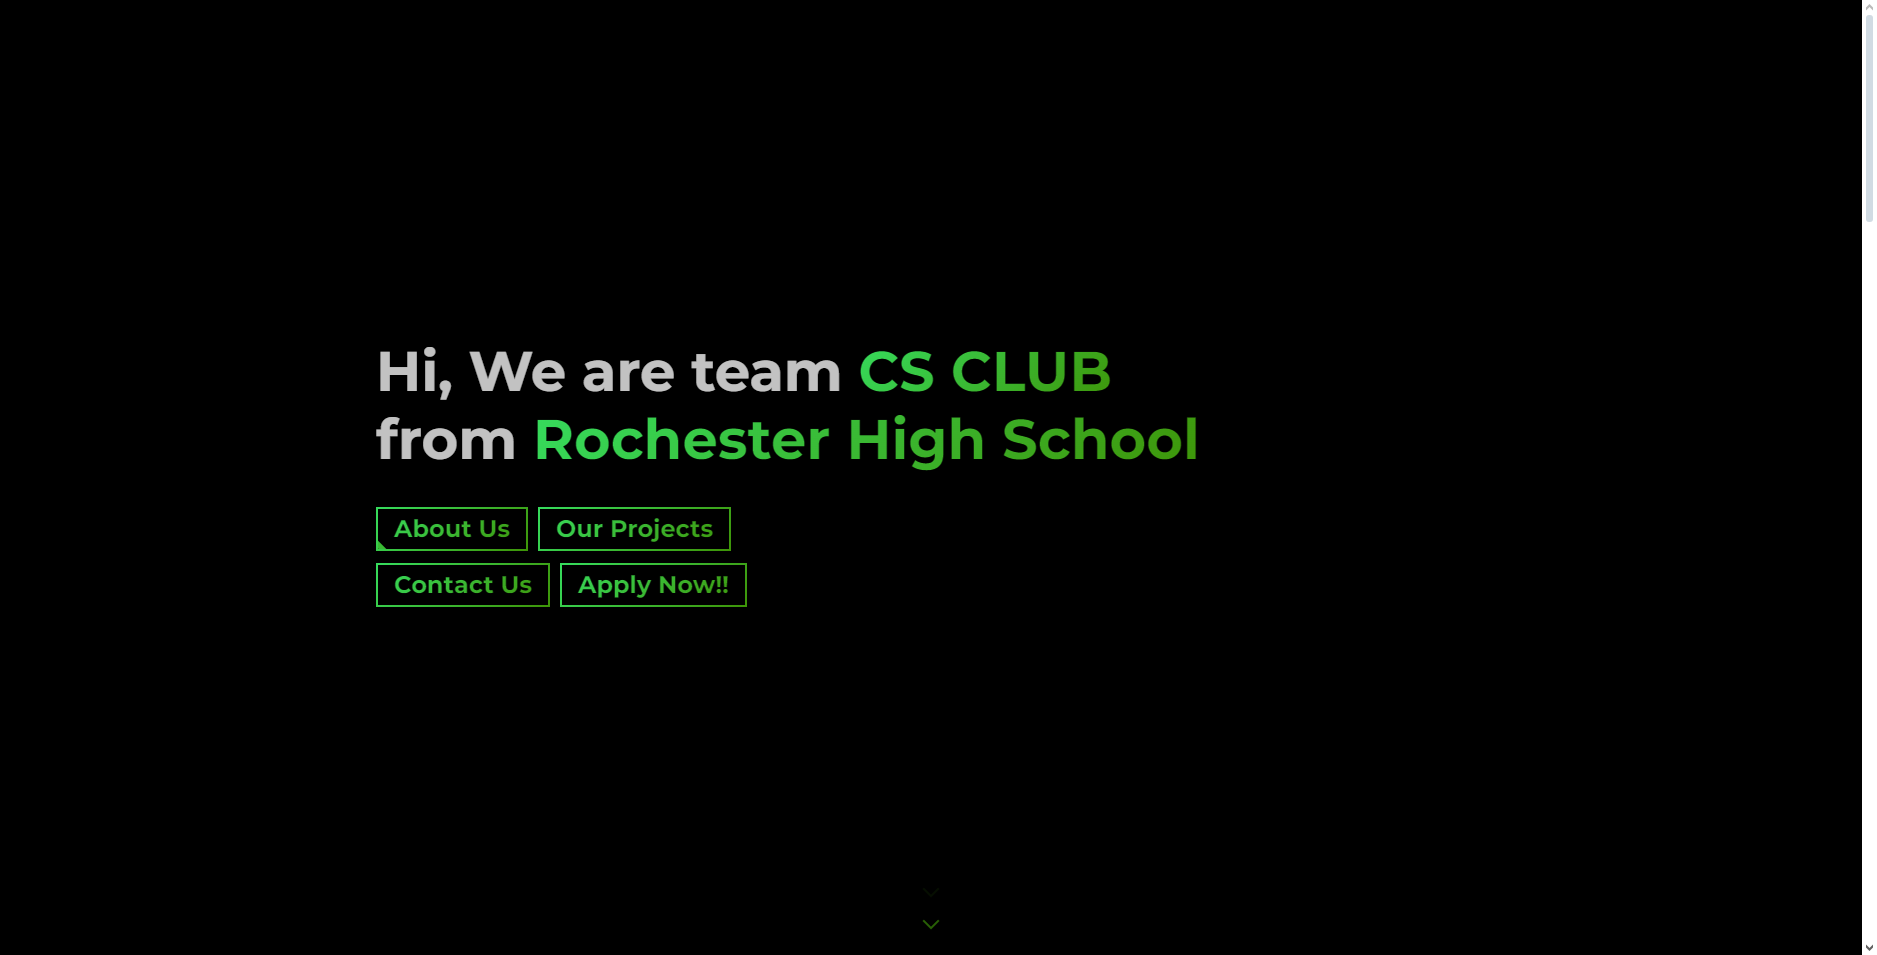 Hi, We are team CS CLUB
from Rochester High School
About Us Our Projects
Contact Us Apply Now!!